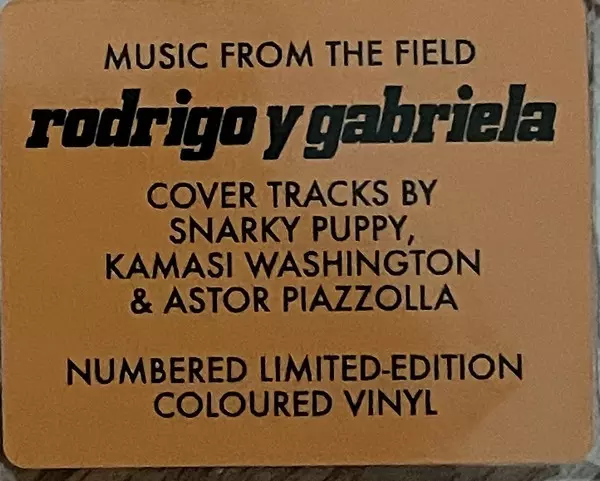 MUSIC FROM THE FIELD
rodrigo y gabriela
COVER TRACKS BY
SNARKY PUPPY,
KAMASI WASHINGTON
& ASTOR PIAZZOLLA
NUMBERED LIMITED-EDITION
COLOURED VINYL